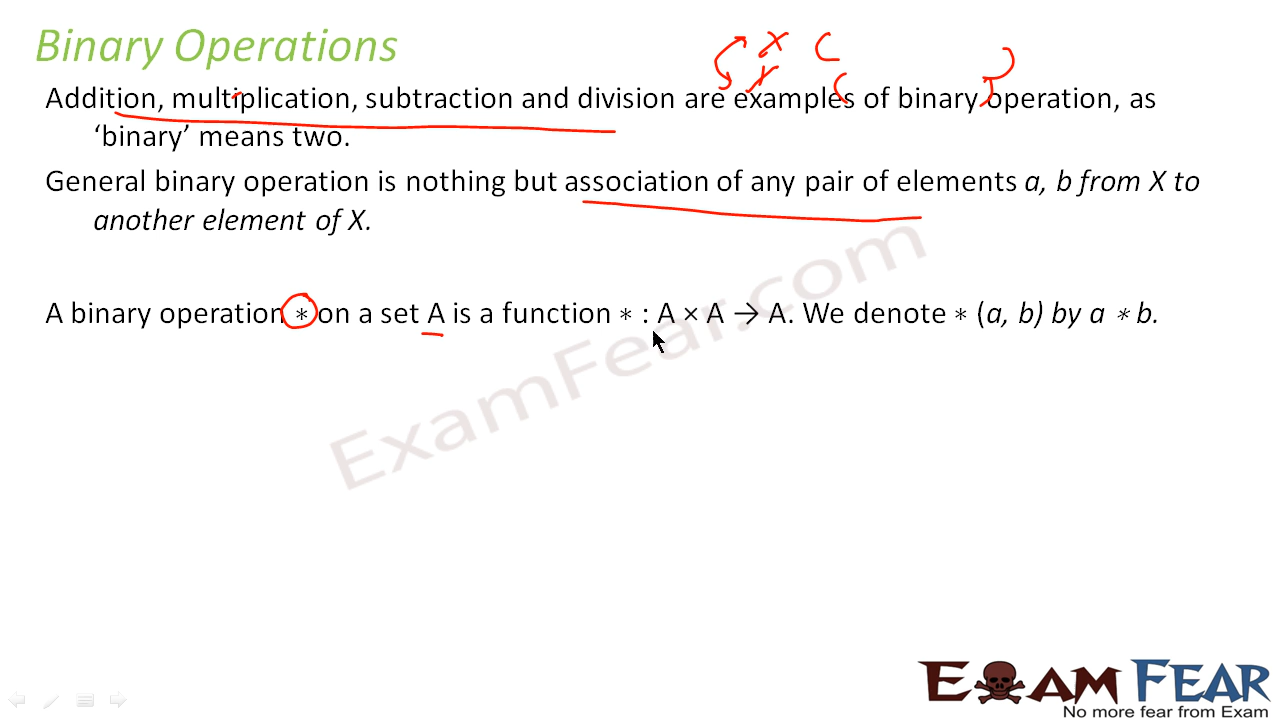 Binary Operations
x (
x ( )
)
Addition, multiplication, subtraction and division are examples of binary operation, as
‘binary’ means two.
General binary operation is nothing but association of any pair of elements a, b from X to
another element of X.
A binary operation ∗ on a set A is a function ∗ : A × A → A. We denote ∗ (a, b) by a ∗ b.
ExamFear.com
EXAM FEAR
No more fear from Exam